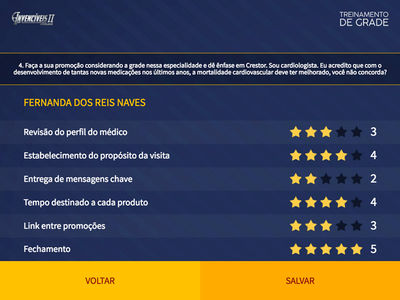 INVENCÍVEIS II
TREINAMENTO
DE GRADE
4. Faça a sua promoção considerando a grade nessa especialidade e dê ênfase em Crestor. Sou cardiologista. Eu acredito que com o
desenvolvimento de tantas novas medicações nos últimos anos, a mortalidade cardiovascular deve ter melhorado, você não concorda?
FERNANDA DOS REIS NAVES
Revisão do perfil do médico 3
Estabelecimento do propósito da visita 4
Entrega de mensagens chave 2
Tempo destinado a cada produto 4
Link entre promoções 3
Fechamento 5
VOLTAR SALVAR